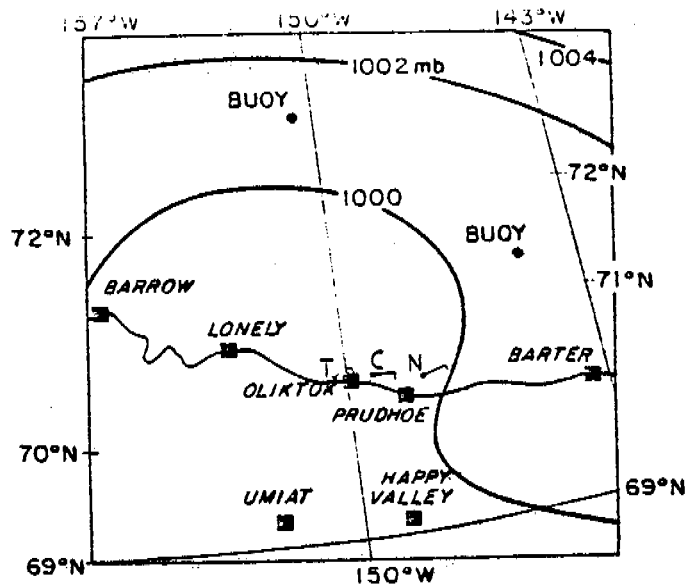 157°W 150°W 143°W
1004
1002 mb
BUOY
72°N
1000
72°N
BUOY
71°N
BARROW
LONELY
T C N
BARTER
OLIKTOK
PRUDHOE
70°N
HAPPY
UMIAT VALLEY
69°N
69°N
150°W